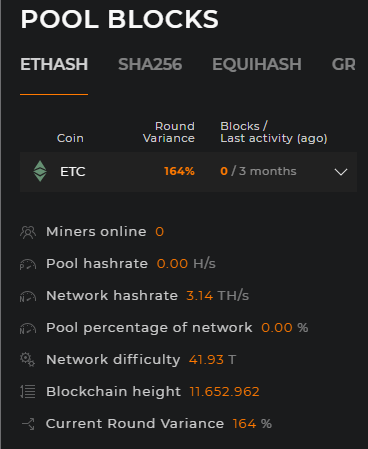 POOL BLOCKS
ETHASH SHA256 EQUIHASH GR
Coin Round Variance Blocks / Last activity (ago)
ETC 164% 0 / 3 months
Miners online 0
Pool hashrate 0.00 H/s
Network hashrate 3.14 TH/s
Pool percentage of network 0.00 %
Network difficulty 41.93 T
Blockchain height 11.652.962
Current Round Variance 164 %